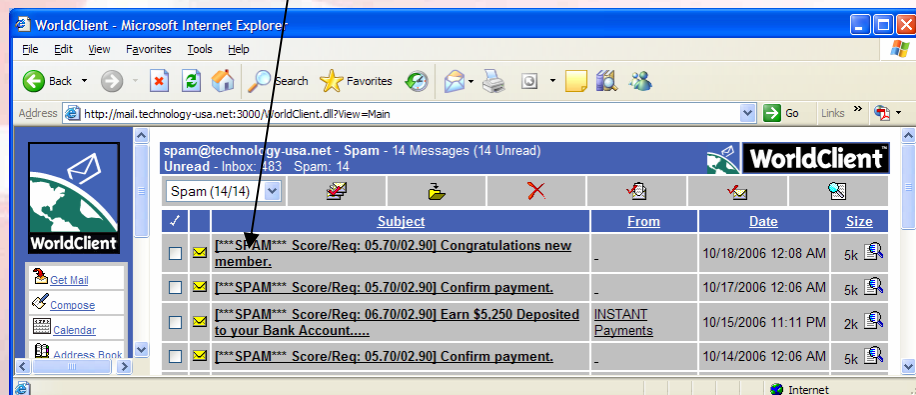 WorldClient - Microsoft Internet Explorer
File Edit View Favorites Tools Help
Back Search Favorites
Address http://mail.technology-usa.net:3000/WorldClient.dll?View=Main Go Links »
spam@technology-usa.net - Spam - 14 Messages (14 Unread)
Unread - Inbox: 483 Spam: 14
WorldClient™
Spam (14/14)
Subject From Date Size
WorldClient
[***SPAM*** Score/Req: 05.70/02.90] Congratulations new
member.
- 10/18/2006 12:08 AM 5k
Get Mail
[***SPAM*** Score/Req: 05.70/02.90] Confirm payment. - 10/17/2006 12:06 AM 5k
Compose
[***SPAM*** Score/Req: 06.70/02.90] Earn $5,250 Deposited
to your Bank Account.....
INSTANT
Payments
10/15/2006 11:11 PM 2k
Calendar
[***SPAM*** Score/Req: 05.70/02.90] Confirm payment. - 10/14/2006 12:06 AM 5k
Address Book
Internet